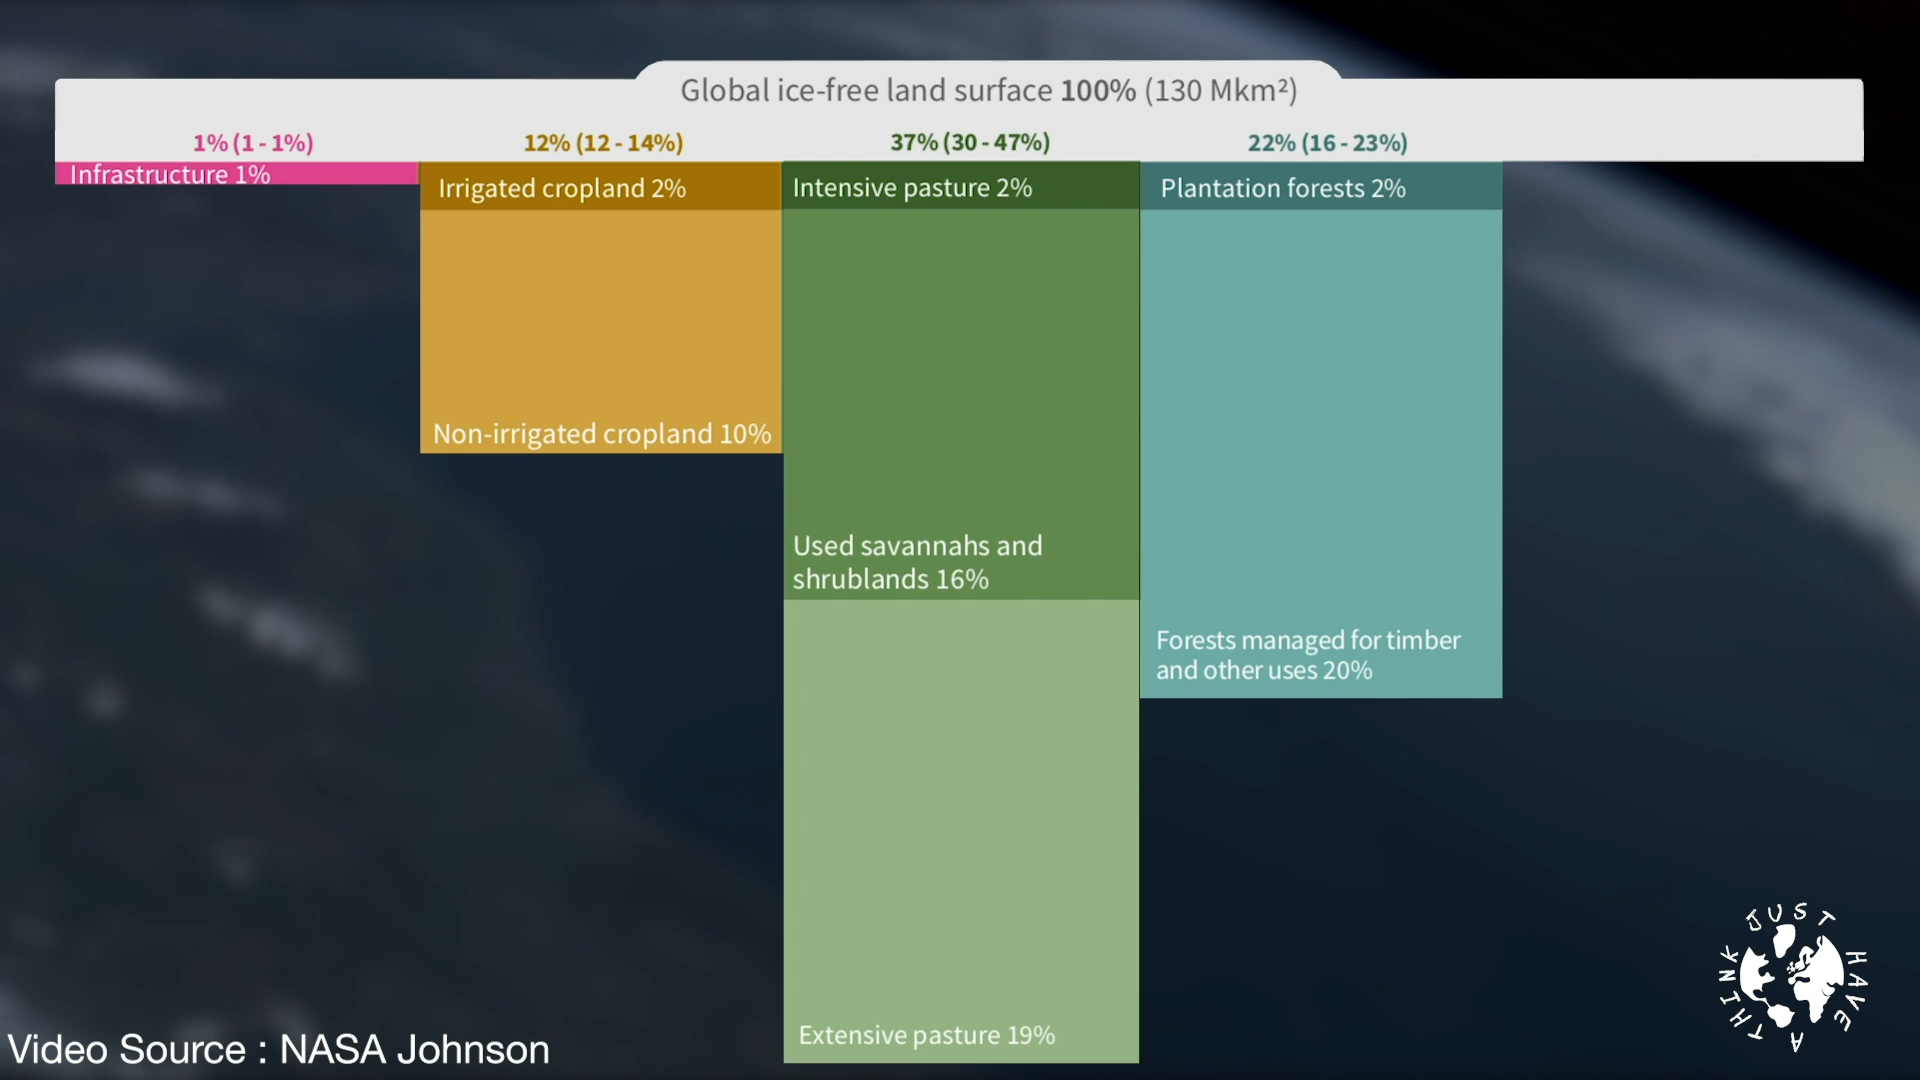 Global ice-free land surface 100% (130 Mkm²)
1% (1 - 1%)
12% (12 - 14%)
37% (30 - 47%)
22% (16 - 23%)
Infrastructure 1%
Irrigated cropland 2%
Intensive pasture 2%
Plantation forests 2%
Non-irrigated cropland 10%
Used savannahs and
shrublands 16%
Forests managed for timber
and other uses 20%
Extensive pasture 19%
JUST HAVE A THINK
Video Source : NASA Johnson